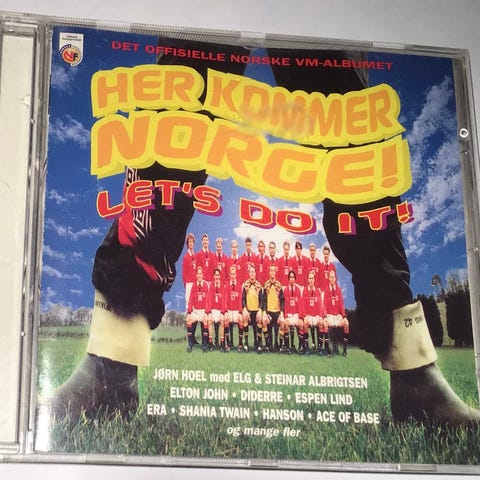 DET OFFISIELLE NORSKE VM-ALBUMET
HER KOMMER
NORGE!
LET'S DO IT!
JØRN HOEL med ELG & STEINAR ALBRIGTSEN
ELTON JOHN • DIDERRE • ESPEN LIND
ERA • SHANIA TWAIN • HANSON • ACE OF BASE
og mange fler